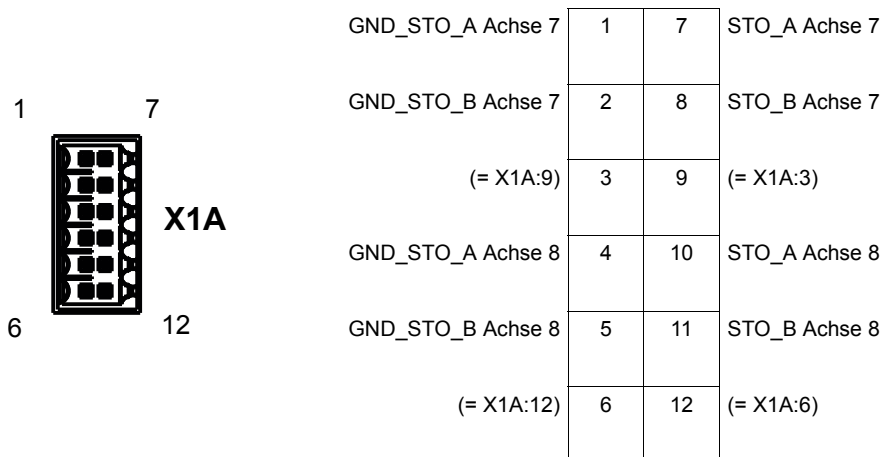 1 7
X1A
6 12
GND_STO_A Achse 7 1 7 STO_A Achse 7
GND_STO_B Achse 7 2 8 STO_B Achse 7
(= X1A:9) 3 9 (= X1A:3)
GND_STO_A Achse 8 4 10 STO_A Achse 8
GND_STO_B Achse 8 5 11 STO_B Achse 8
(= X1A:12) 6 12 (= X1A:6)